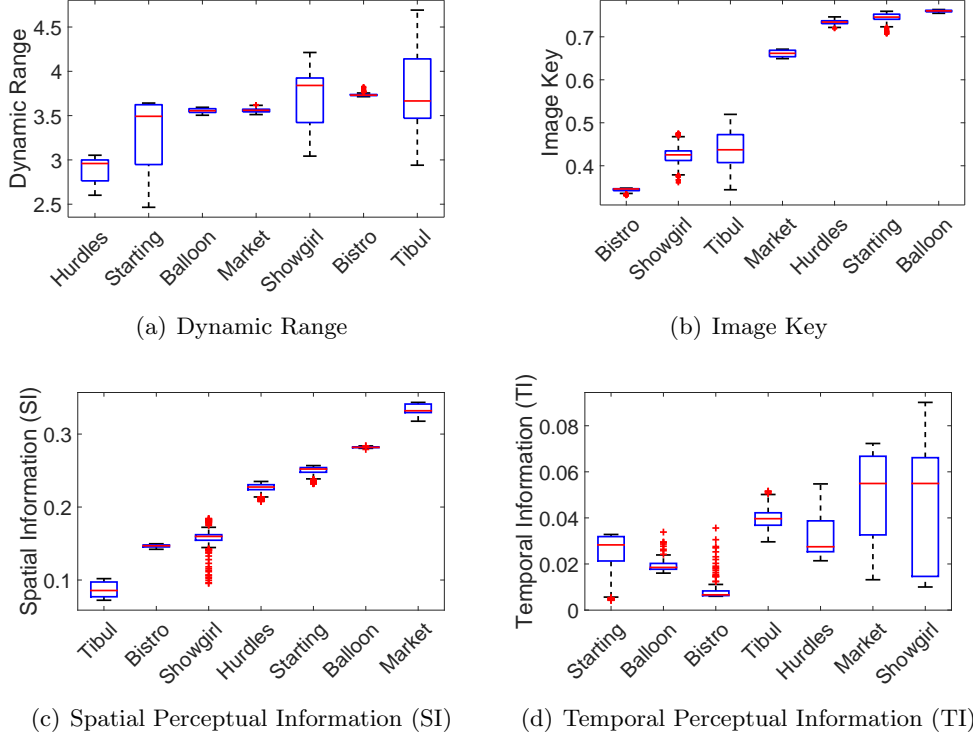 Dynamic Range
4.5
4
3.5
3
2.5
Hurdles
Starting
Balloon
Market
Showgirl
Bistro
Tibul
(a) Dynamic Range
Image Key
0.7
0.5
0.4
Bistro
Showgirl
Tibul
Market
Hurdles
Starting
Balloon
(b) Image Key
Spatial Information (SI)
0.3
0.2
0.1
Tibul
Bistro
Showgirl
Hurdles
Starting
Balloon
Market
(c) Spatial Perceptual Information (SI)
Temporal Information (TI)
0.08
0.06
0.04
0.02
0
Starting
Balloon
Bistro
Tibul
Hurdles
Market
Showgirl
(d) Temporal Perceptual Information (TI)